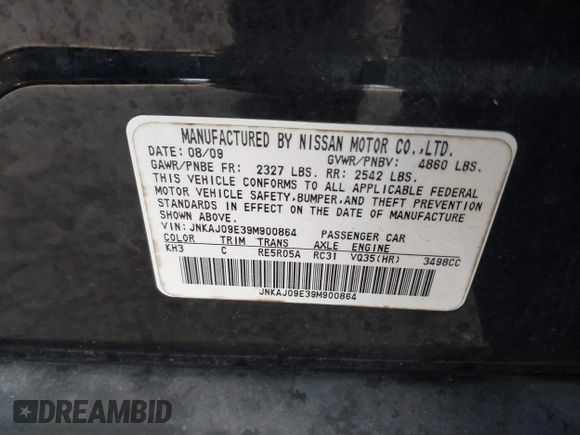 MANUFACTURED BY NISSAN MOTOR CO.,LTD.
DATE: 08/09 GVWR/PNBV: 4860 LBS.
GAWR/PNBE FR: 2327 LBS. RR: 2542 LBS.
THIS VEHICLE CONFORMS TO ALL APPLICABLE FEDERAL
MOTOR VEHICLE SAFETY,BUMPER,AND THEFT PREVENTION
STANDARDS IN EFFECT ON THE DATE OF MANUFACTURE
SHOWN ABOVE.
VIN: JNKAJ09E39M900864 PASSENGER CAR
COLOR TRIM TRANS AXLE ENGINE
KH3 C RE5R05A RC31 VQ35(HR) 3498CC
JNKAJ09E39M900864
DREAMBID